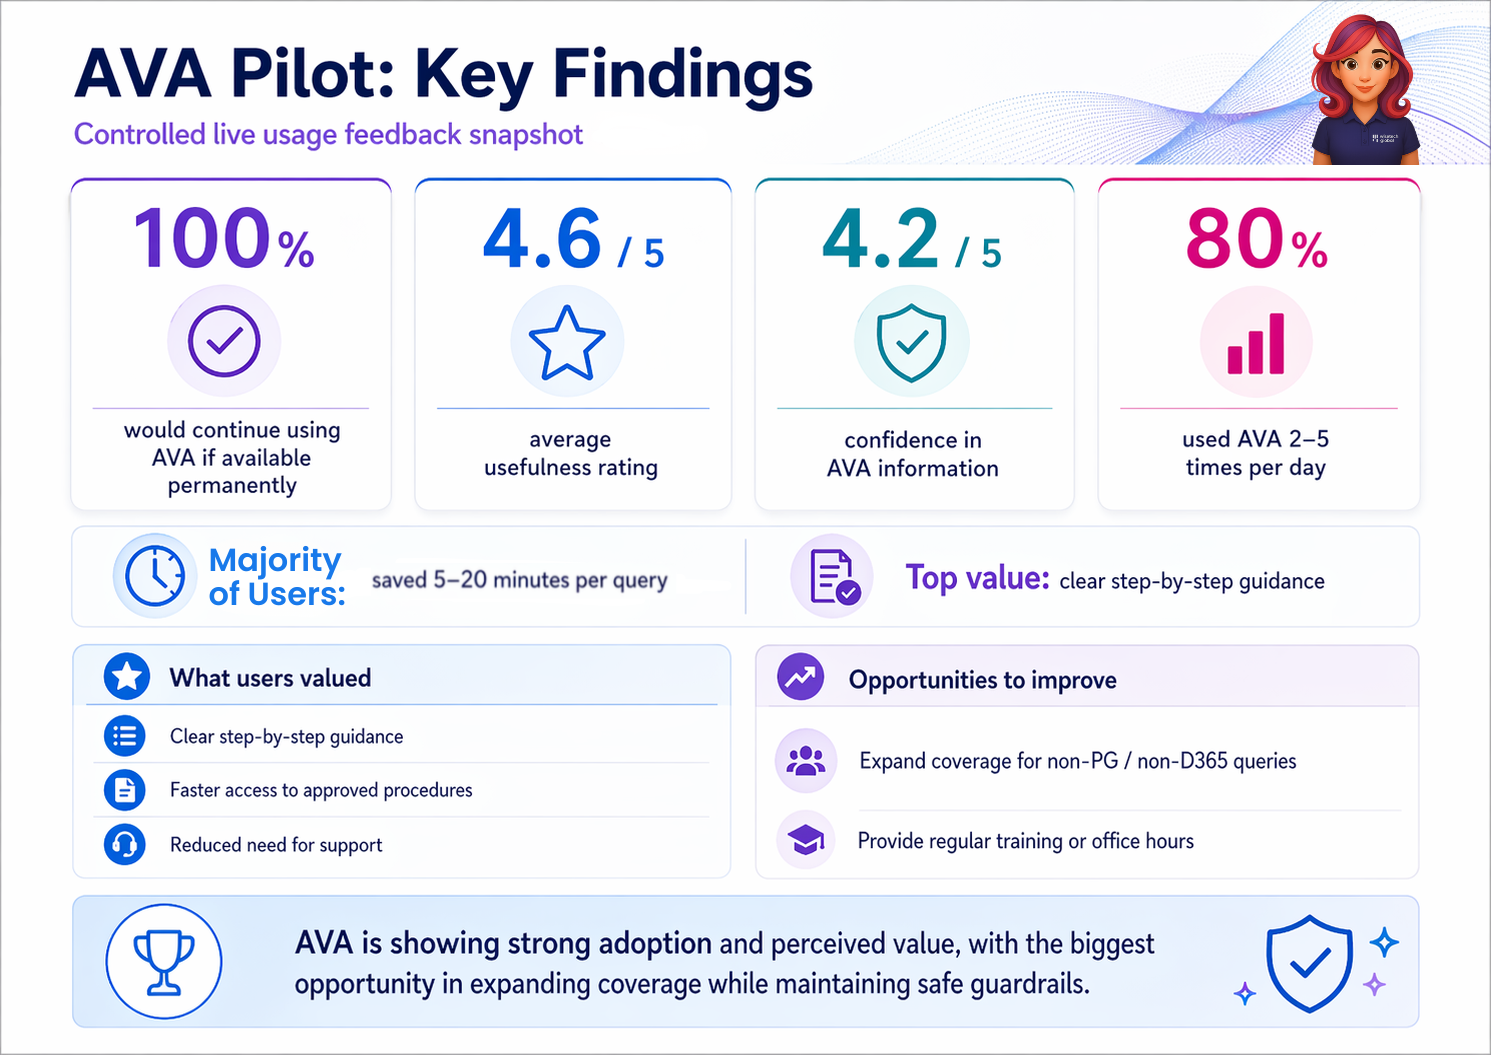 AVA Pilot: Key Findings
Controlled live usage feedback snapshot
wisetech
global
100%
would continue using
AVA if available
permanently
4.6 / 5
average
usefulness rating
4.2 / 5
confidence in
AVA information
80%
used AVA 2–5
times per day
Majority
of Users:
saved 5–20 minutes per query
Top value: clear step-by-step guidance
What users valued
Clear step-by-step guidance
Faster access to approved procedures
Reduced need for support
Opportunities to improve
Expand coverage for non-PG / non-D365 queries
Provide regular training or office hours
AVA is showing strong adoption and perceived value, with the biggest
opportunity in expanding coverage while maintaining safe guardrails.